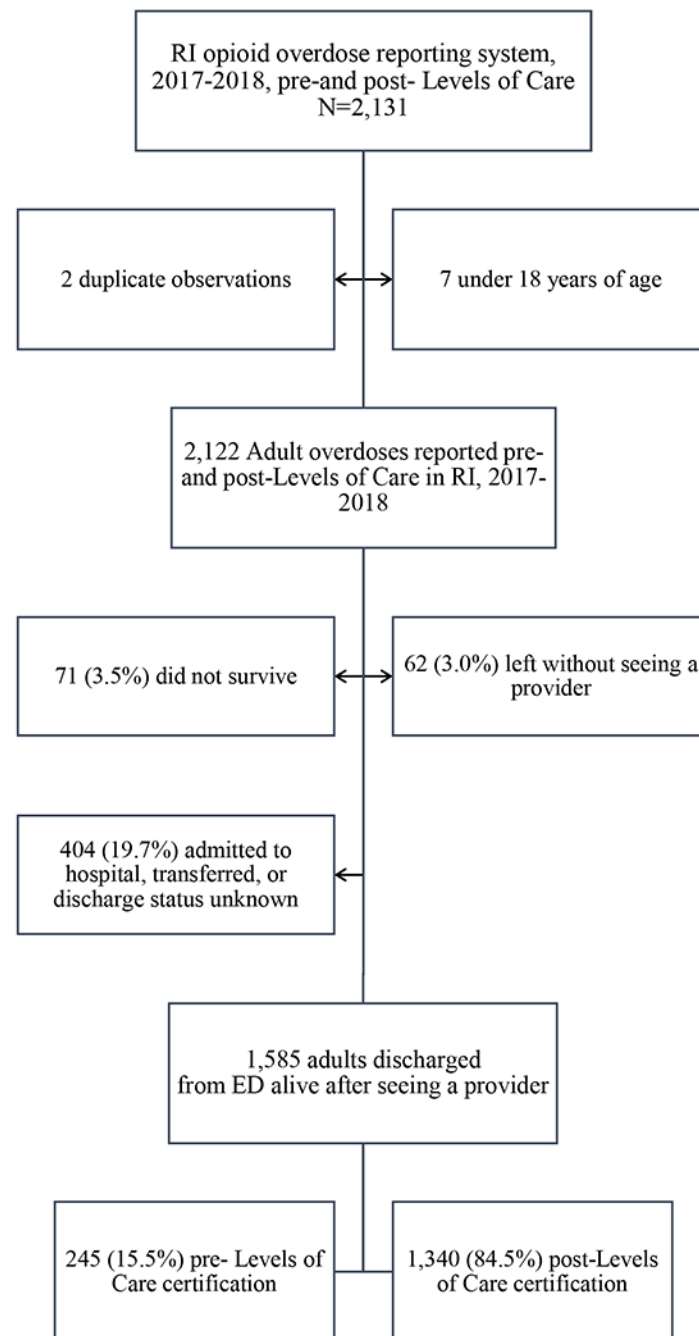 RI opioid overdose reporting system,
2017-2018, pre-and post- Levels of Care
N=2,131
2 duplicate observations
7 under 18 years of age
2,122 Adult overdoses reported pre-
and post-Levels of Care in RI, 2017-
2018
71 (3.5%) did not survive
62 (3.0%) left without seeing a
provider
404 (19.7%) admitted to
hospital, transferred, or
discharge status unknown
1,585 adults discharged
from ED alive after seeing a provider
245 (15.5%) pre- Levels of
Care certification
1,340 (84.5%) post-Levels
of Care certification